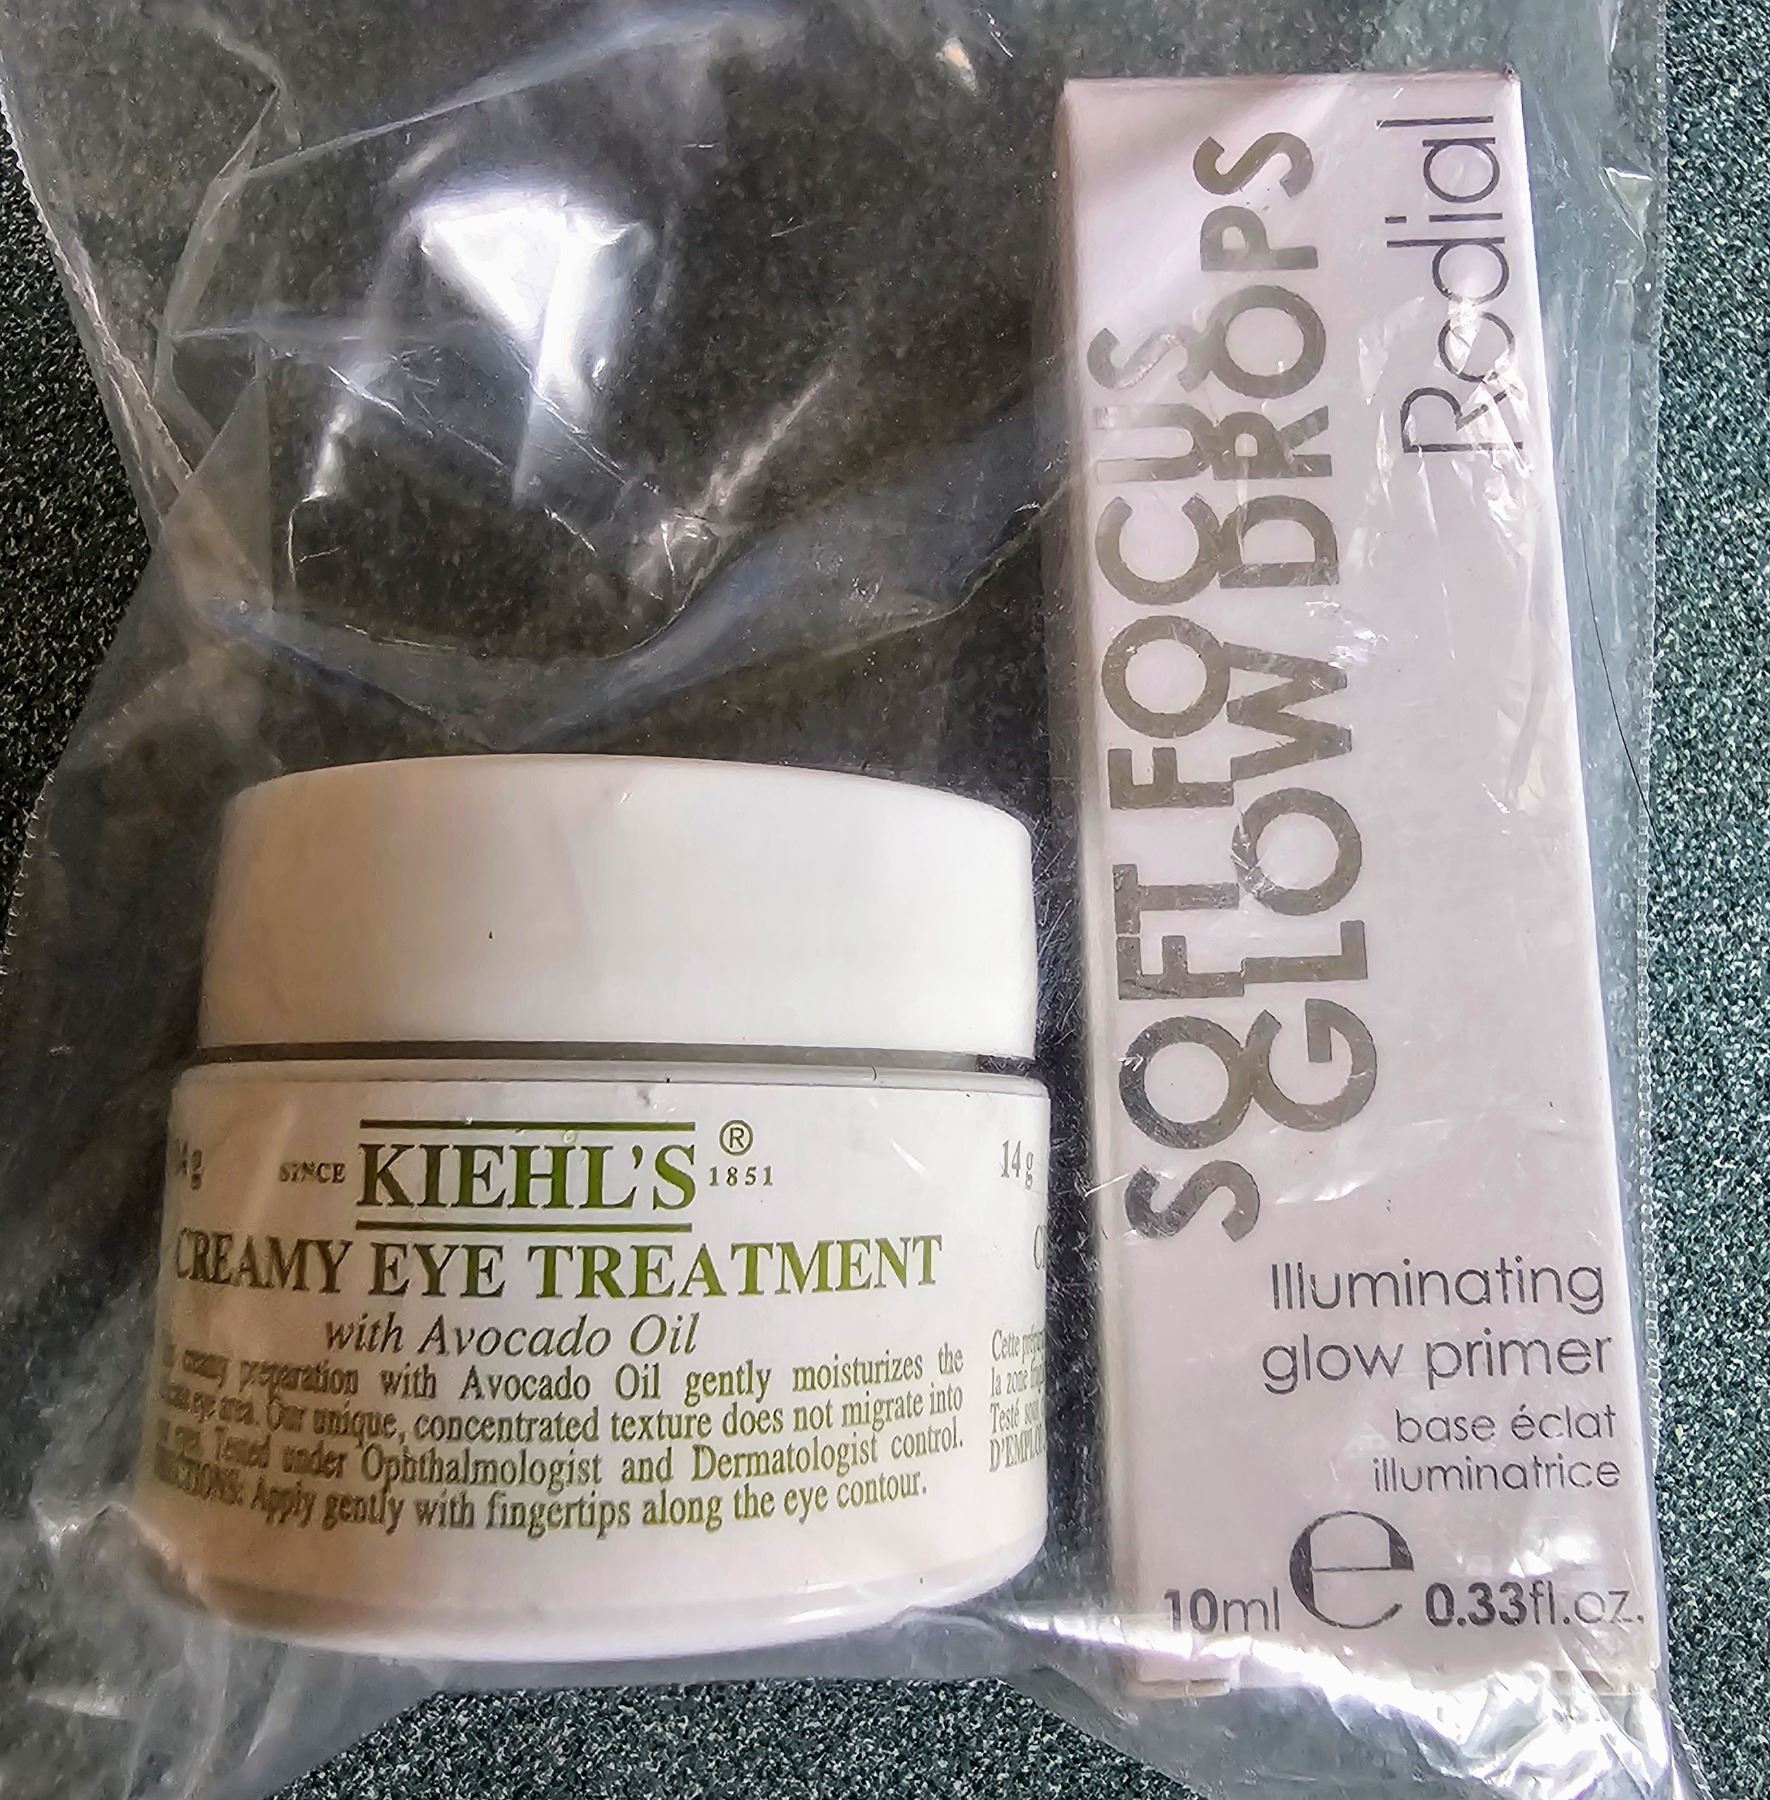 14g
SINCE KIEHL'S ® 1851
CREAMY EYE TREATMENT
with Avocado Oil
creamy preparation with Avocado Oil gently moisturizes the
eye area. Our unique, concentrated texture does not migrate into
Tested under Ophthalmologist and Dermatologist control.
Apply gently with fingertips along the eye contour.
Cette
la zone
Testé
Rodial
SOFT FOCUS
GLOW DROPS
Illuminating
glow primer
base éclat
illuminatrice
10ml e 0.33fl.oz.